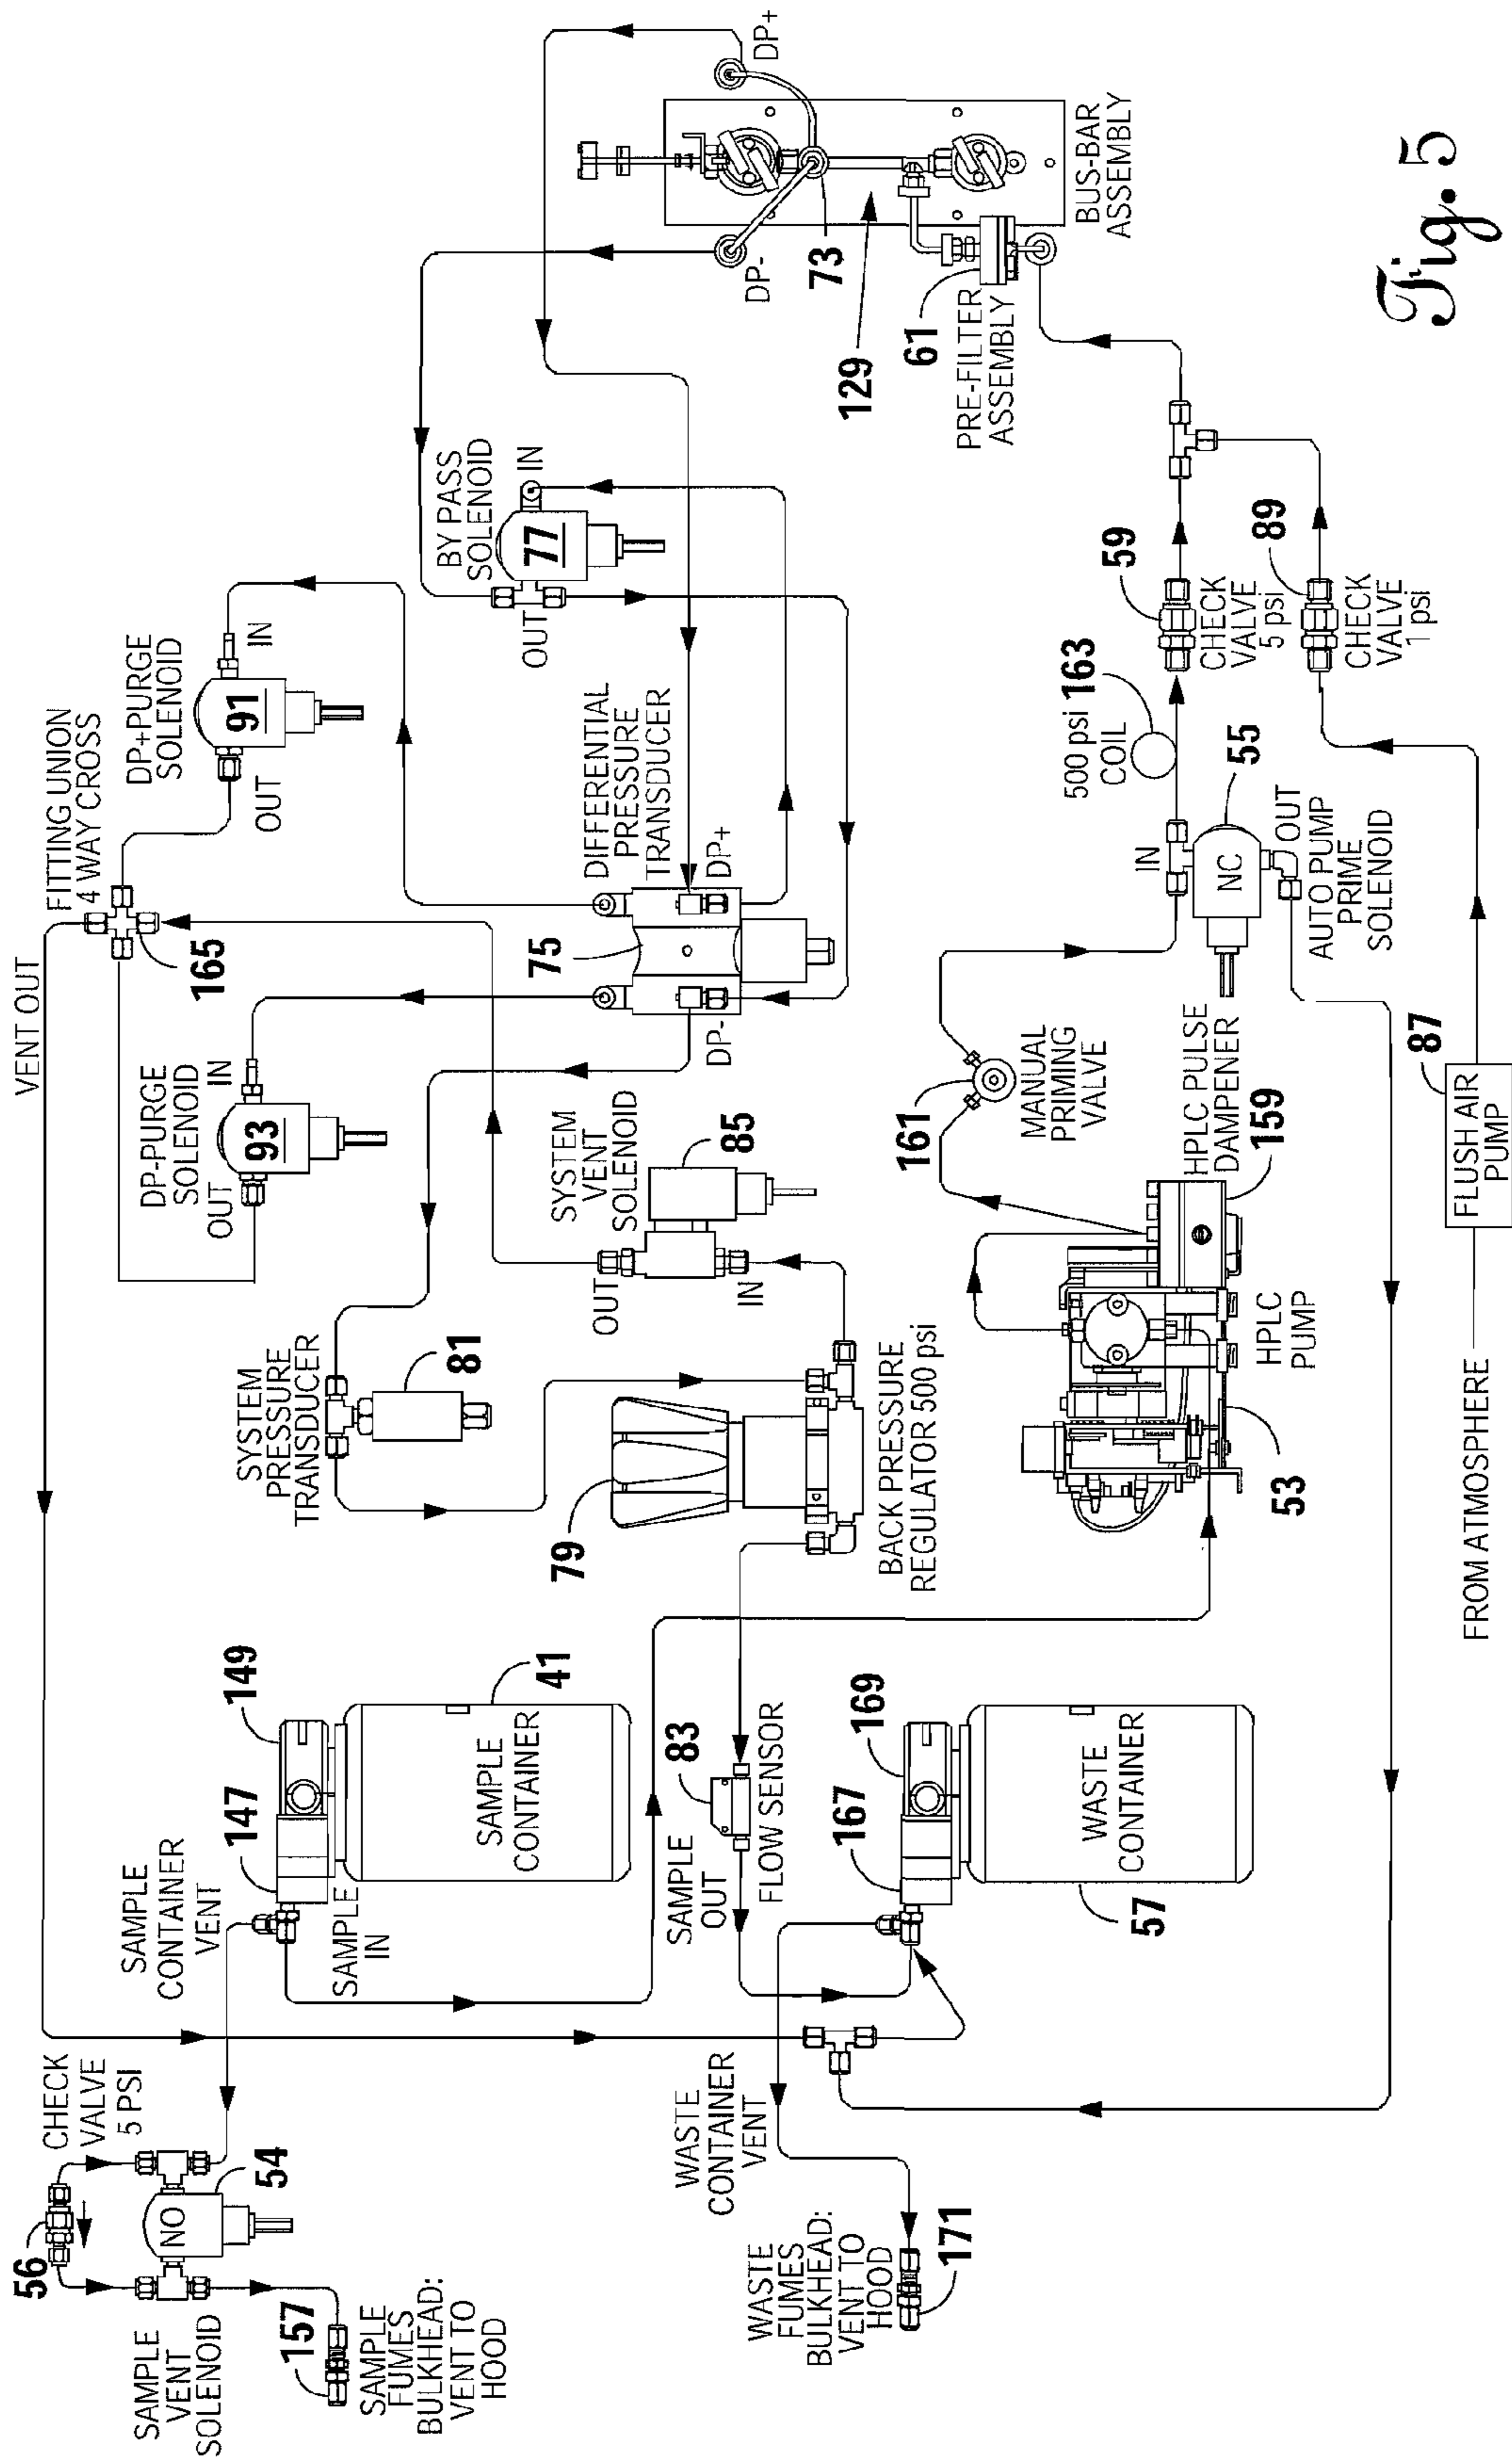 VENT OUT
FITTING UNION
4 WAY CROSS
165
DP+PURGE
SOLENOID
91
IN
OUT
DP-PURGE
SOLENOID
93
OUT
IN
CHECK
VALVE
5 PSI
56
NO
54
SAMPLE
VENT
SOLENOID
157
SAMPLE
FUMES
BULKHEAD:
VENT TO
HOOD
SAMPLE
CONTAINER
VENT
147
149
SAMPLE
IN
SAMPLE
CONTAINER
41
SYSTEM
PRESSURE
TRANSDUCER
81
SYSTEM
VENT
SOLENOID
85
OUT
IN
DIFFERENTIAL
PRESSURE
TRANSDUCER
75
DP+
DP-
BY PASS
SOLENOID
77
IN
OUT
DP-
DP+
73
129
61
PRE-FILTER
ASSEMBLY
BUS-BAR
ASSEMBLY
79
BACK PRESSURE
REGULATOR 500 psi
83
FLOW SENSOR
SAMPLE
OUT
167
169
WASTE
CONTAINER
57
WASTE
CONTAINER
VENT
WASTE
FUMES
BULKHEAD:
VENT TO
HOOD
171
HPLC
PUMP
53
HPLC PULSE
DAMPENER
159
161
MANUAL
PRIMING
VALVE
IN
NC
55
OUT
AUTO PUMP
PRIME
SOLENOID
500 psi
COIL
163
59
CHECK
VALVE
5 psi
89
CHECK
VALVE
1 psi
87
FLUSH AIR
PUMP
FROM ATMOSPHERE
Fig. 5